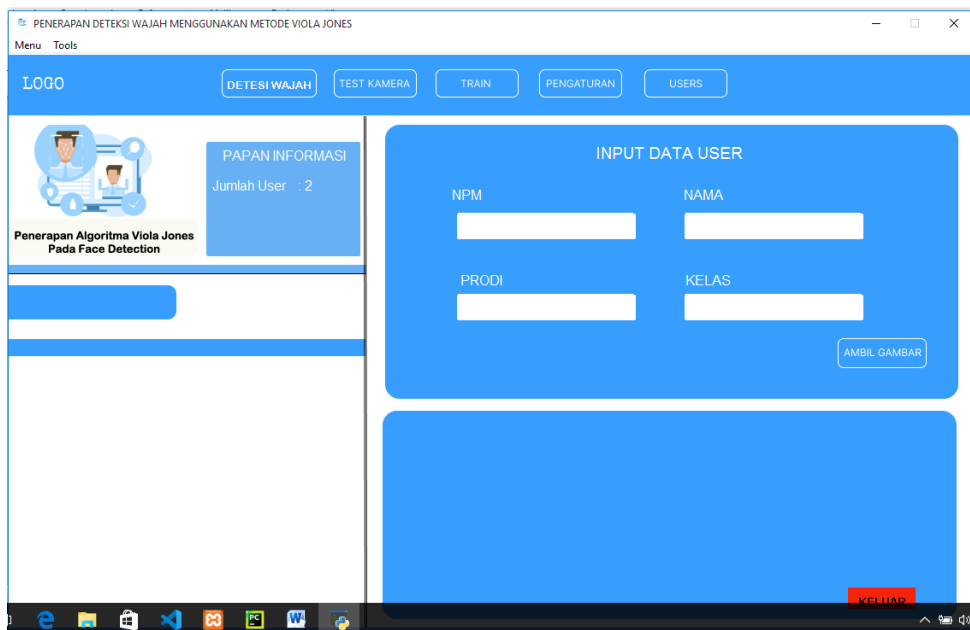 PENERAPAN DETEKSI WAJAH MENGGUNAKAN METODE VIOLA JONES
Menu Tools
LOGO
DETESI WAJAH
TEST KAMERA
TRAIN
PENGATURAN
USERS
PAPAN INFORMASI
Jumlah User : 2
Penerapan Algoritma Viola Jones
Pada Face Detection
INPUT DATA USER
NPM
NAMA
PRODI
KELAS
AMBIL GAMBAR
KELUAR
PC
W